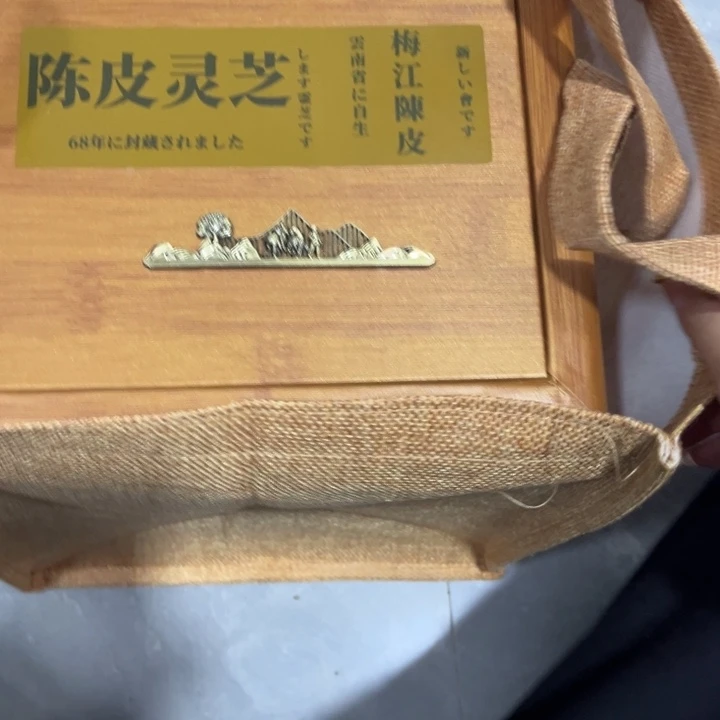 陈皮灵芝
68年に封蔵されました
します霊芝です
雲南省に自生
梅江陳皮
新しい會です